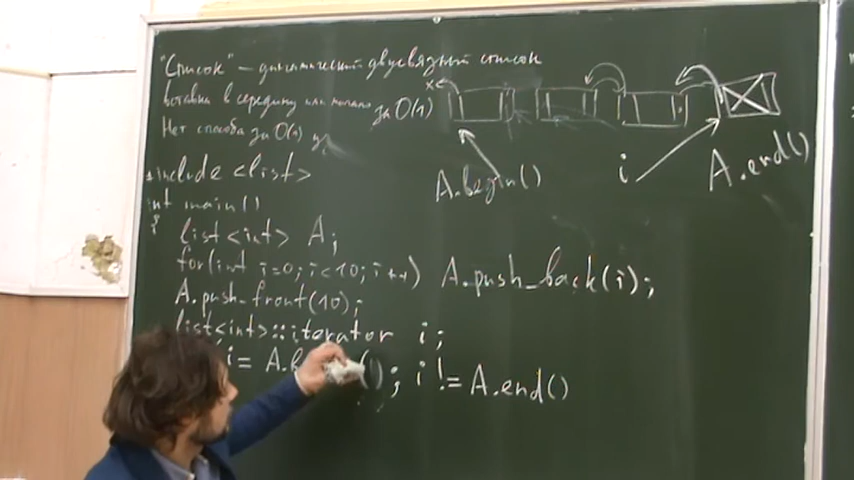 "Список" – динамический двусвязный список
вставка в середину или начало за O(1)
Нет способа за O(1)
#include <list>
int main()
{
list<int> A;
for(int i=0; i<10; i++) A.push_back(i);
A.push_front(10);
list<int>::iterator i;
i= A. (); i != A.end()
x
A.begin()
i
A.end()